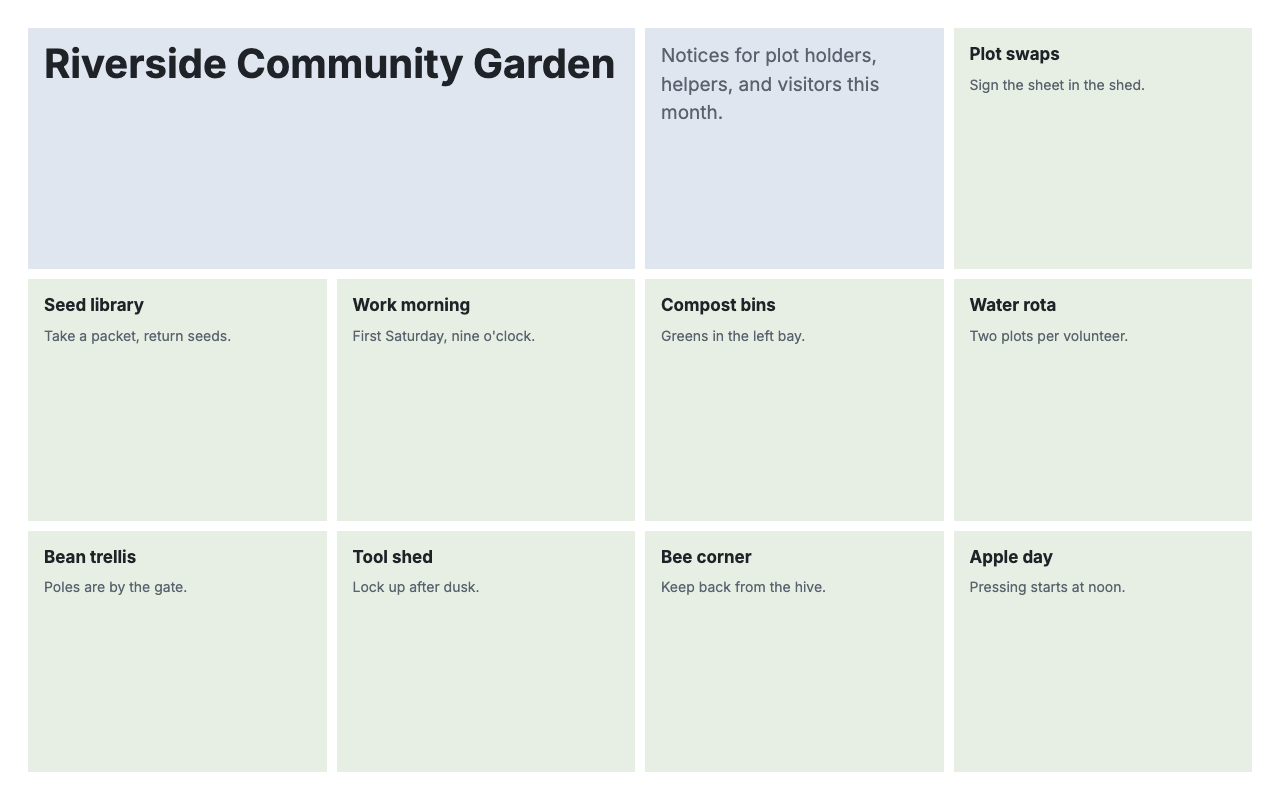 Riverside Community Garden
Notices for plot holders,
helpers, and visitors this
month.
Plot swaps
Sign the sheet in the shed.
Seed library
Take a packet, return seeds.
Work morning
First Saturday, nine o'clock.
Compost bins
Greens in the left bay.
Water rota
Two plots per volunteer.
Bean trellis
Poles are by the gate.
Tool shed
Lock up after dusk.
Bee corner
Keep back from the hive.
Apple day
Pressing starts at noon.